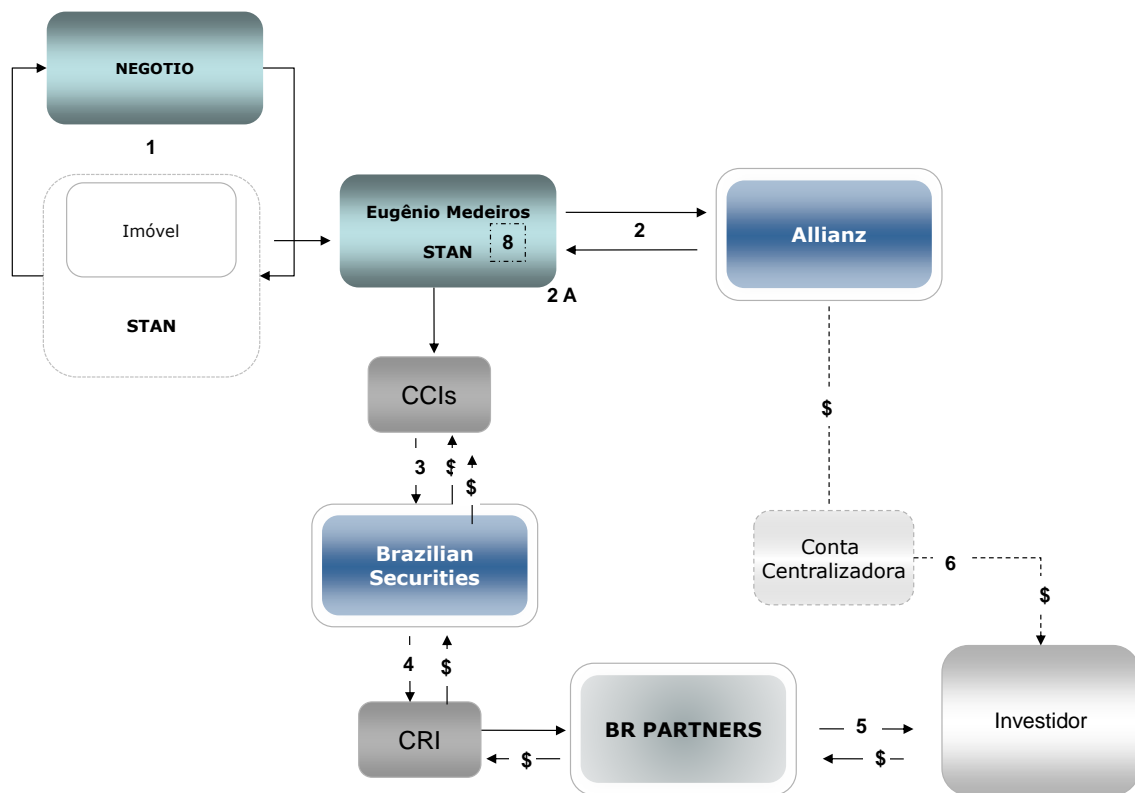 NEGOTIO
1
Imóvel
STAN
Eugênio Medeiros
STAN
8
2
2 A
Allianz
$
CCIs
3
$
$
Brazilian
Securities
Conta
Centralizadora
6
$
4
$
CRI
$
BR PARTNERS
5
$
Investidor